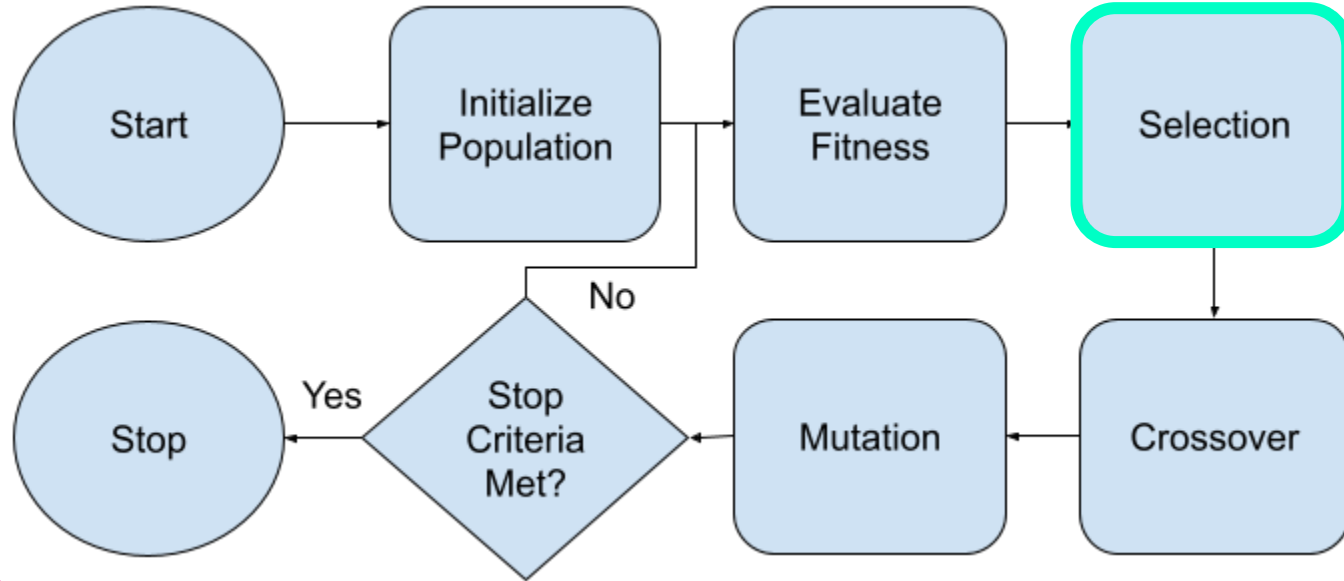 Start
Initialize
Population
Evaluate
Fitness
Selection
No
Yes
Stop
Stop
Criteria
Met?
Mutation
Crossover